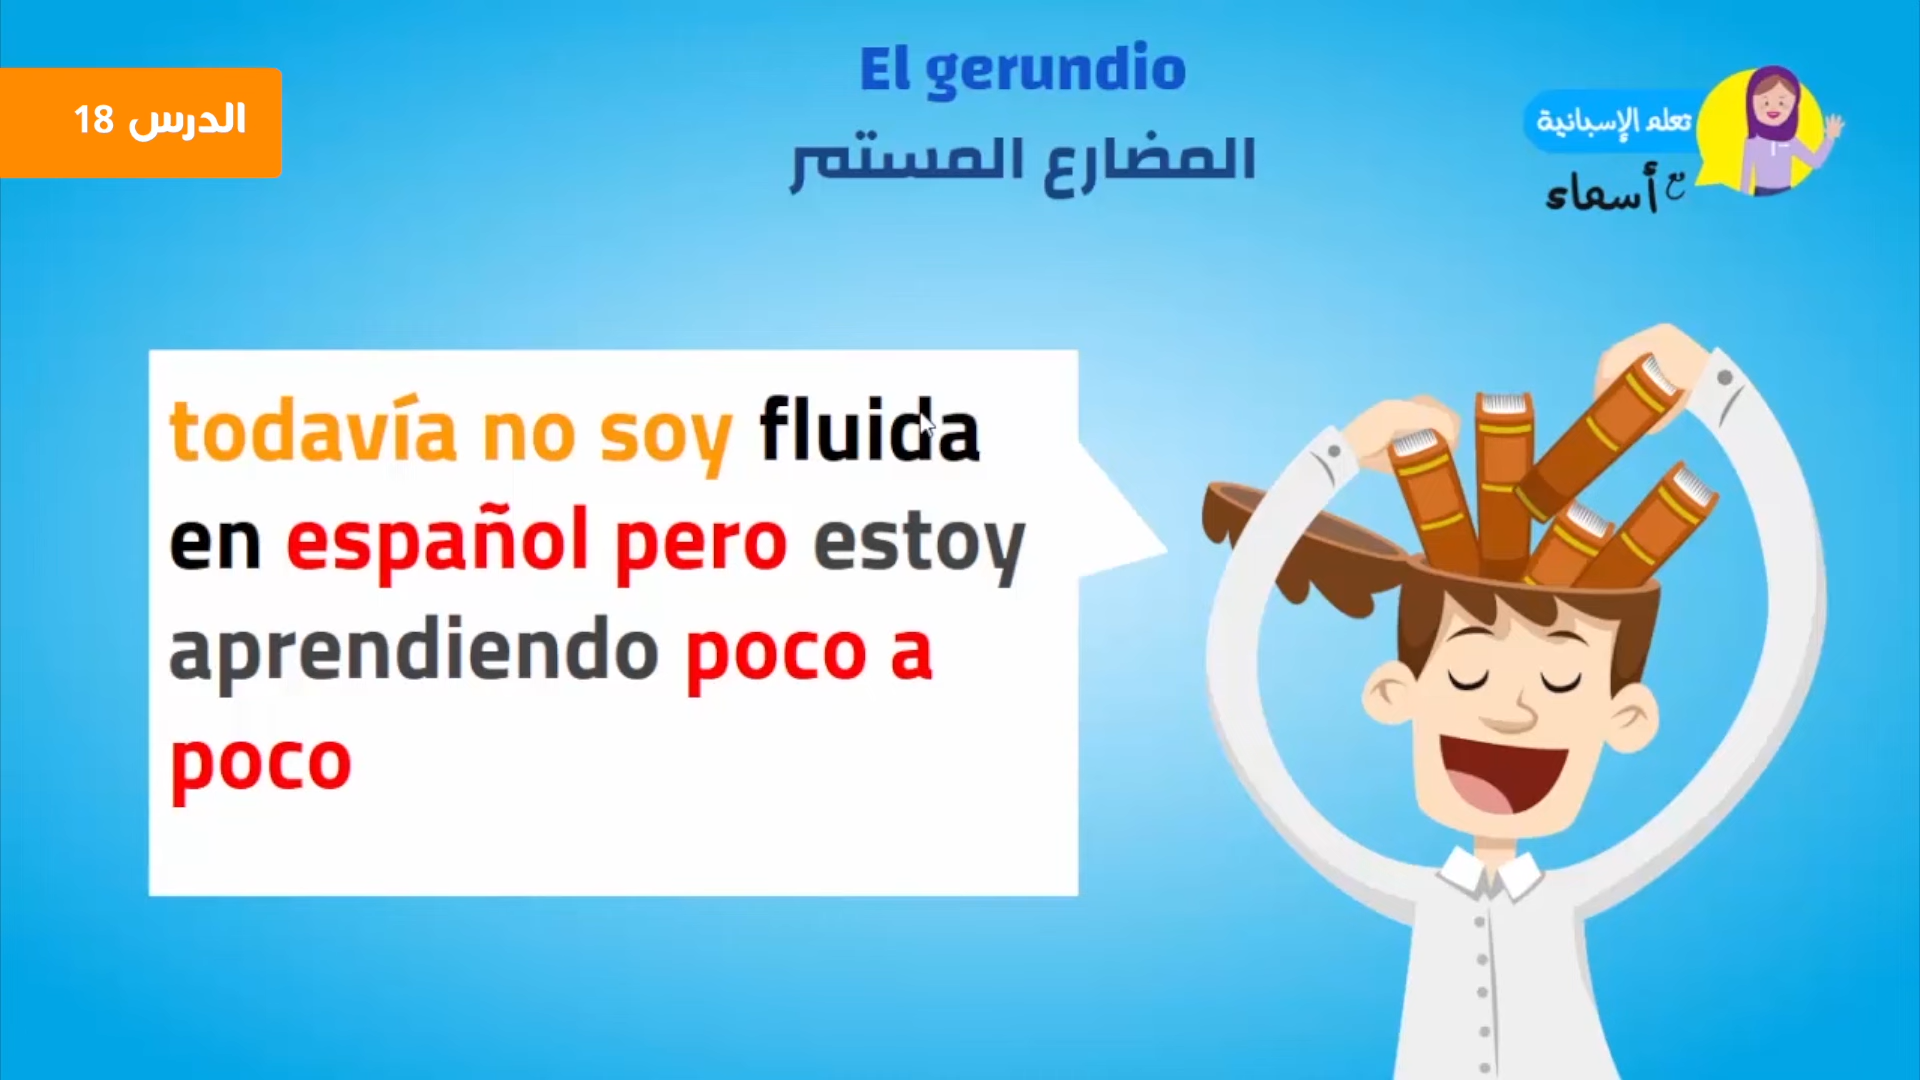 El gerundio
المضارع المستمر
الدرس 18
تعلم الإسبانية
مع أسماء
todavía no soy fluida
en español pero estoy
aprendiendo poco a
poco